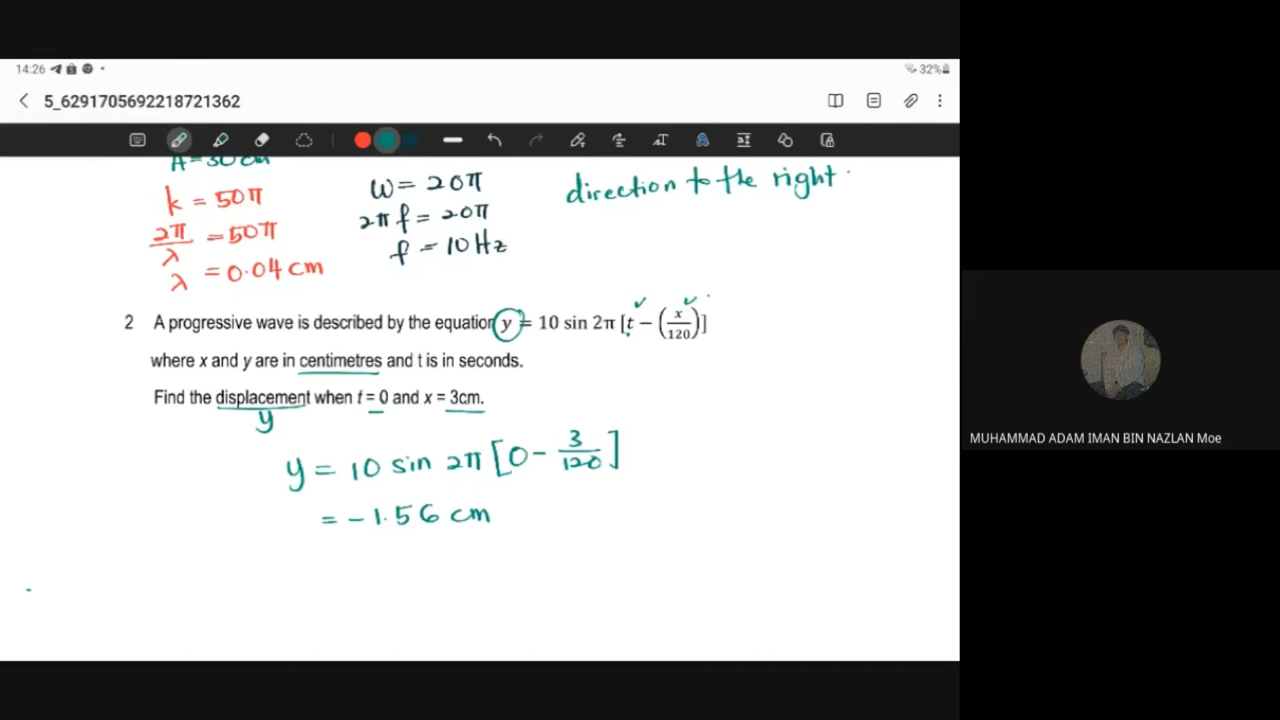 14:26
32%
5_6291705692218721362
A = 30 cm
k = 50π
2π/λ = 50π
λ = 0.04 cm
ω = 20π
2π f = 20π
f = 10 Hz
direction to the right.
2 A progressive wave is described by the equation y = 10 sin 2π [t − (x/120)]
where x and y are in centimetres and t is in seconds.
Find the displacement when t = 0 and x = 3cm.
y
y = 10 sin 2π [0 − 3/120]
= −1.56 cm
MUHAMMAD ADAM IMAN BIN NAZLAN Moe